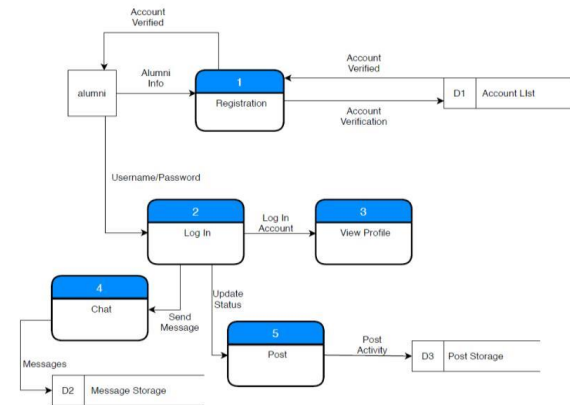 Account
Verified
alumni
Alumni
Info
1
Registration
Account
Verified
Account
Verification
D1
Account LIst
Username/Password
2
Log In
Log In
Account
3
View Profile
4
Chat
Send
Message
Update
Status
5
Post
Post
Activity
D3
Post Storage
Messages
D2
Message Storage